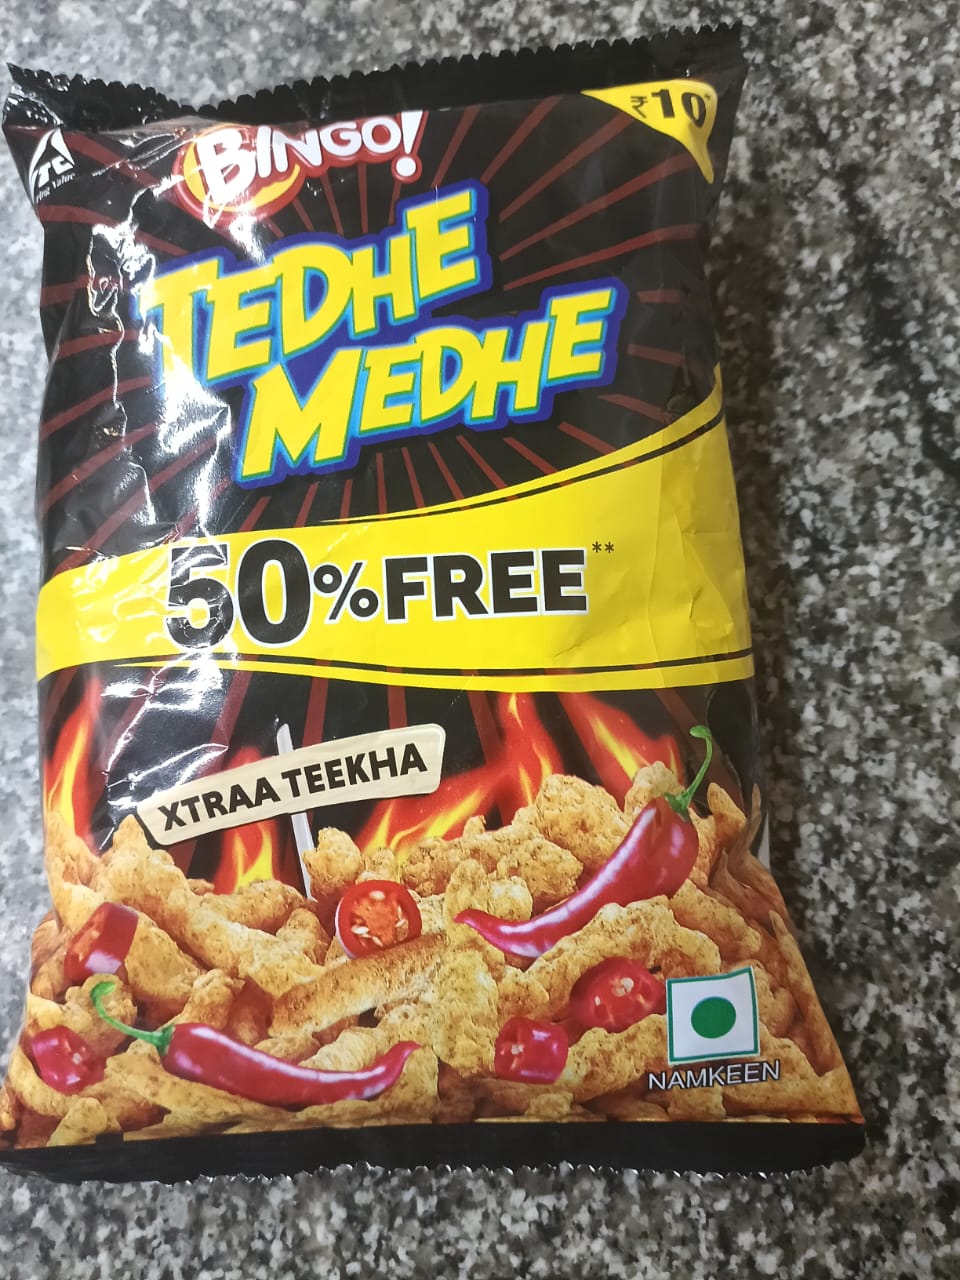 ₹10*
BINGO!
TEDHE
MEDHE
50%FREE**
XTRAA TEEKHA
NAMKEEN